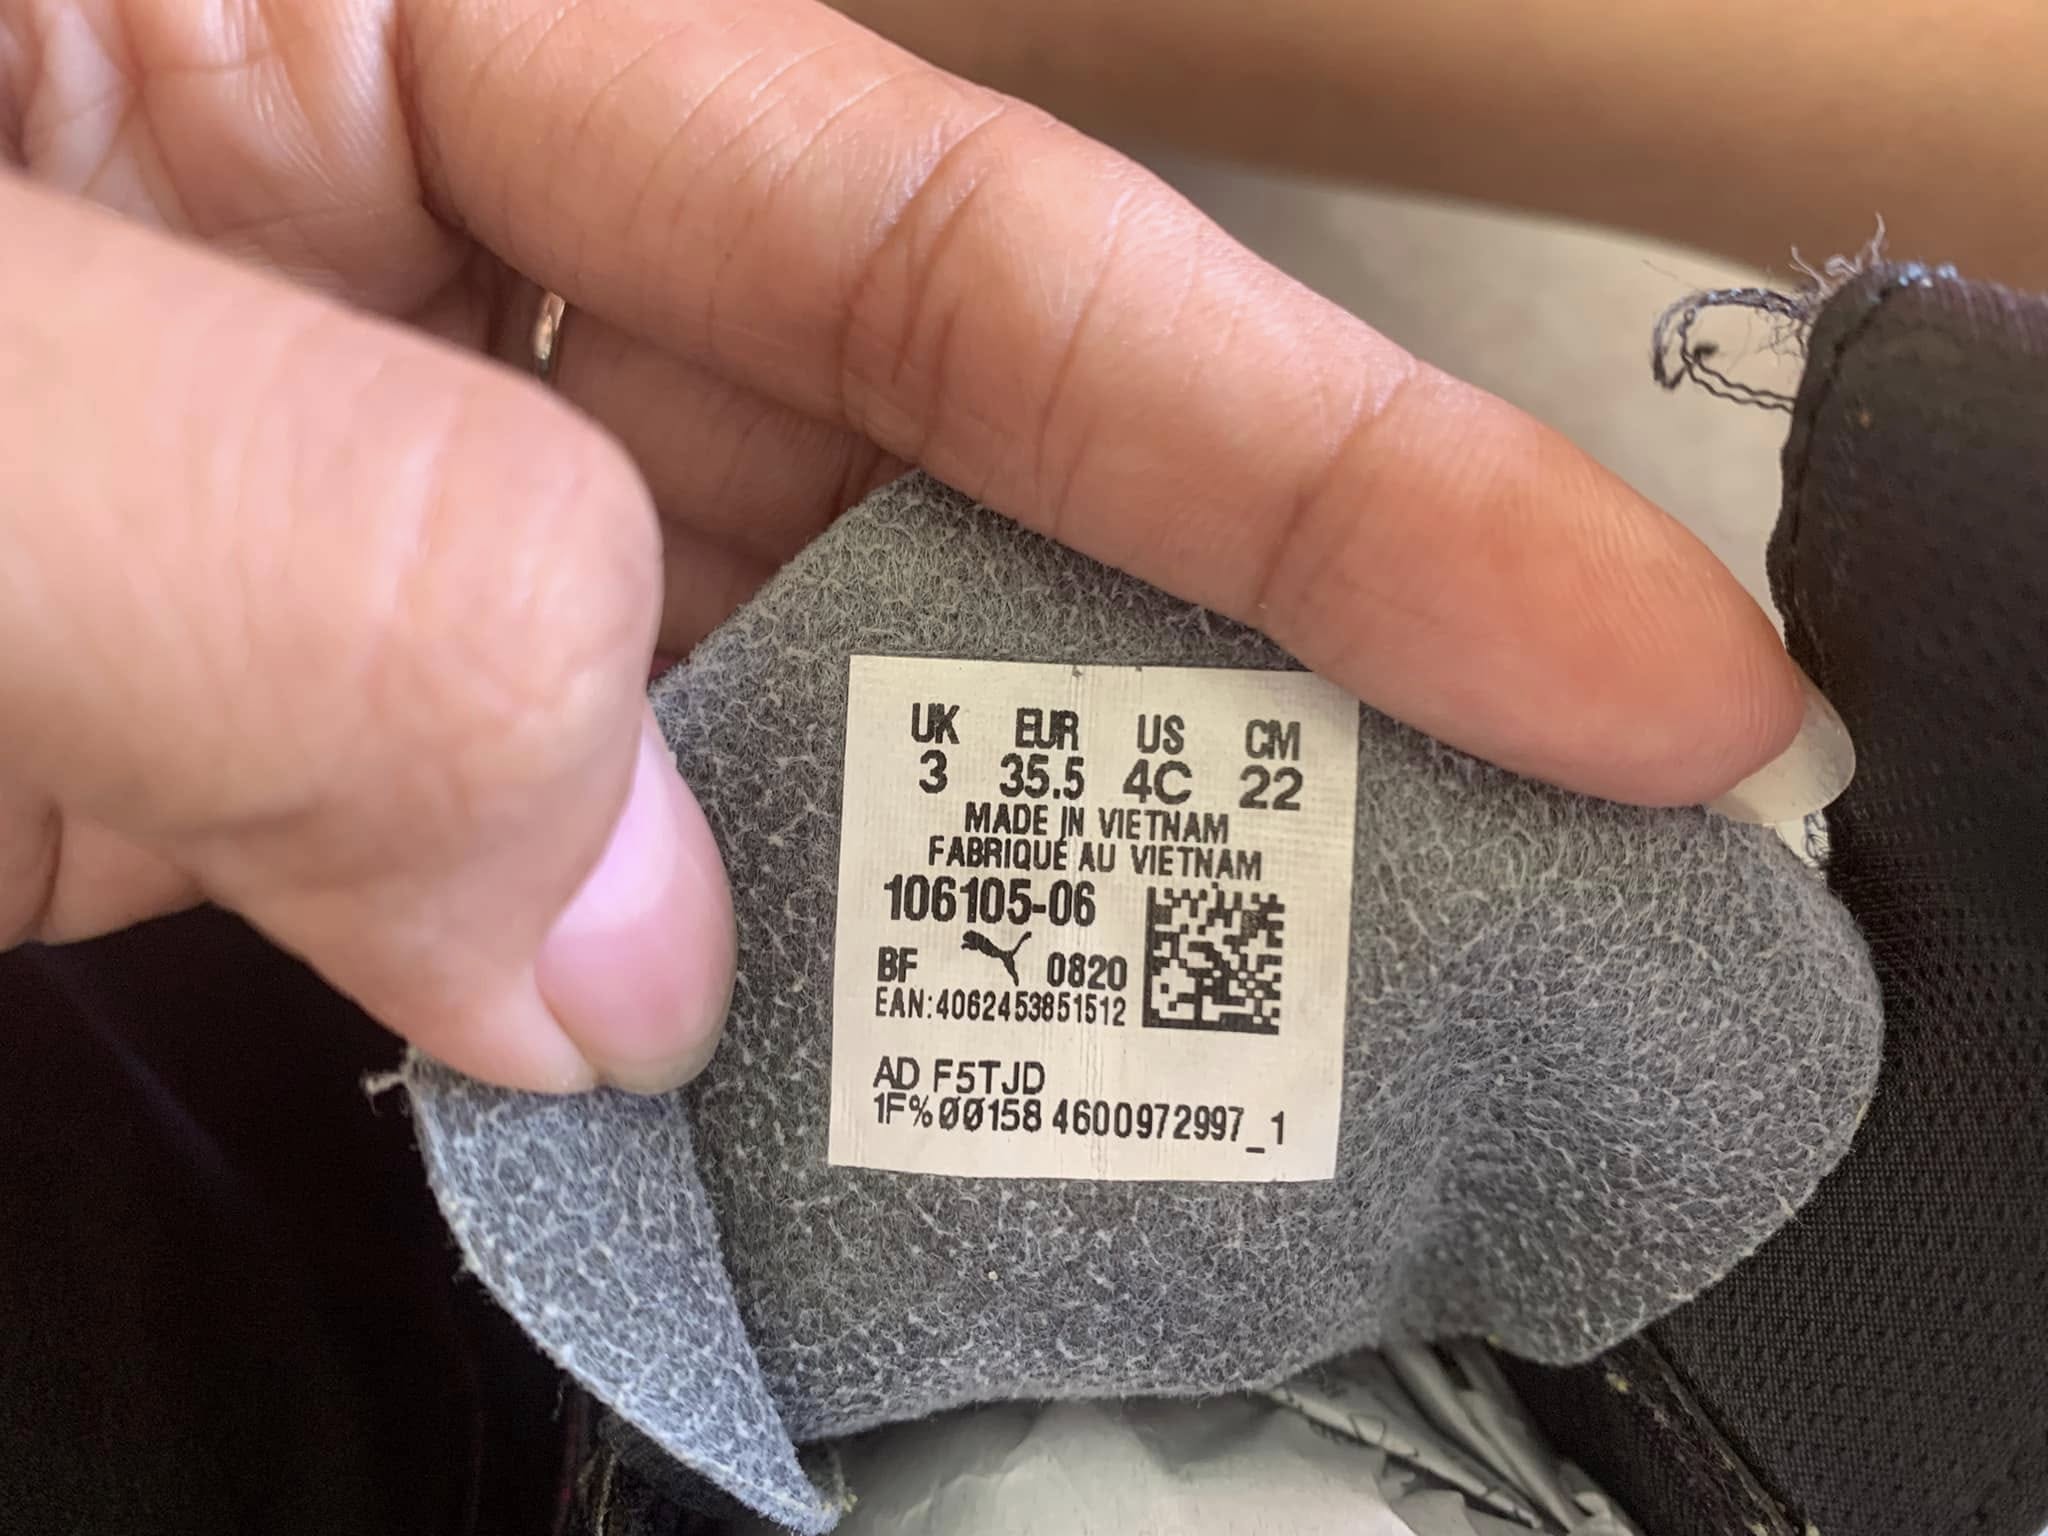 UK EUR US CM
3 35.5 4C 22
MADE IN VIETNAM
FABRIQUE AU VIETNAM
106105-06
BF 0820
EAN:4062453851512
AD F5TJD
1F%00158 4600972997_1